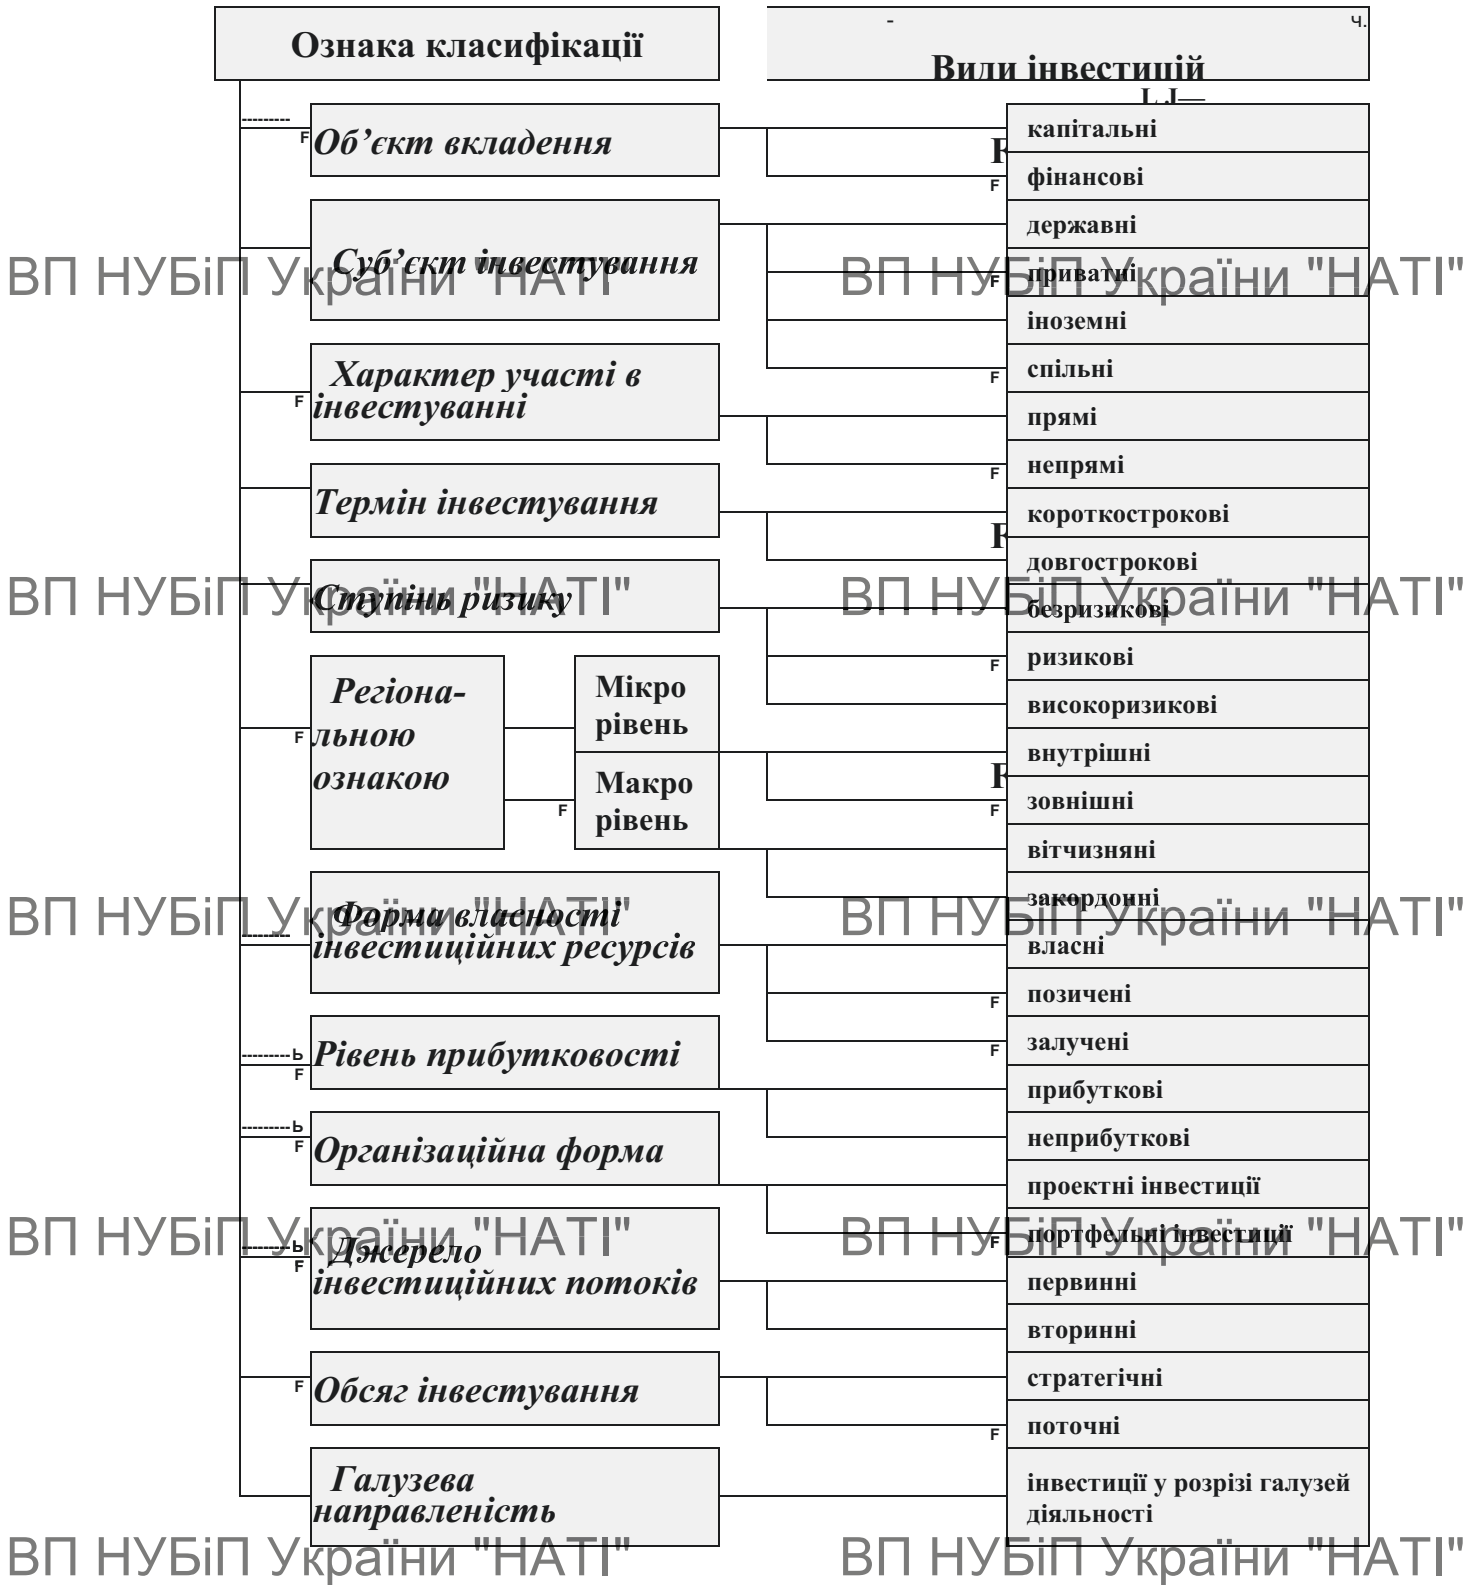 Ознака класифікації
- ч.
Види інвестицій
L .I—
Об’єкт вкладення
капітальні
фінансові
Суб’єкт інвестування
державні
приватні
іноземні
спільні
Характер участі в
інвестуванні
прямі
непрямі
Термін інвестування
короткострокові
довгострокові
Ступінь ризику
безризикові
ризикові
високоризикові
Регіона-
льною
ознакою
Мікро
рівень
внутрішні
зовнішні
Макро
рівень
вітчизняні
закордонні
Форма власності
інвестиційних ресурсів
власні
позичені
залучені
Рівень прибутковості
прибуткові
неприбуткові
Організаційна форма
проектні інвестиції
портфельні інвестиції
Джерело
інвестиційних потоків
первинні
вторинні
Обсяг інвестування
стратегічні
поточні
Галузева
направленість
інвестиції у розрізі галузей
діяльності
ВП НУБіП України "НАТІ" ВП НУБіП України "НАТІ"
ВП НУБіП України "НАТІ" ВП НУБіП України "НАТІ"
ВП НУБіП України "НАТІ" ВП НУБіП України "НАТІ"
ВП НУБіП України "НАТІ" ВП НУБіП України "НАТІ"
ВП НУБіП України "НАТІ" ВП НУБіП України "НАТІ"